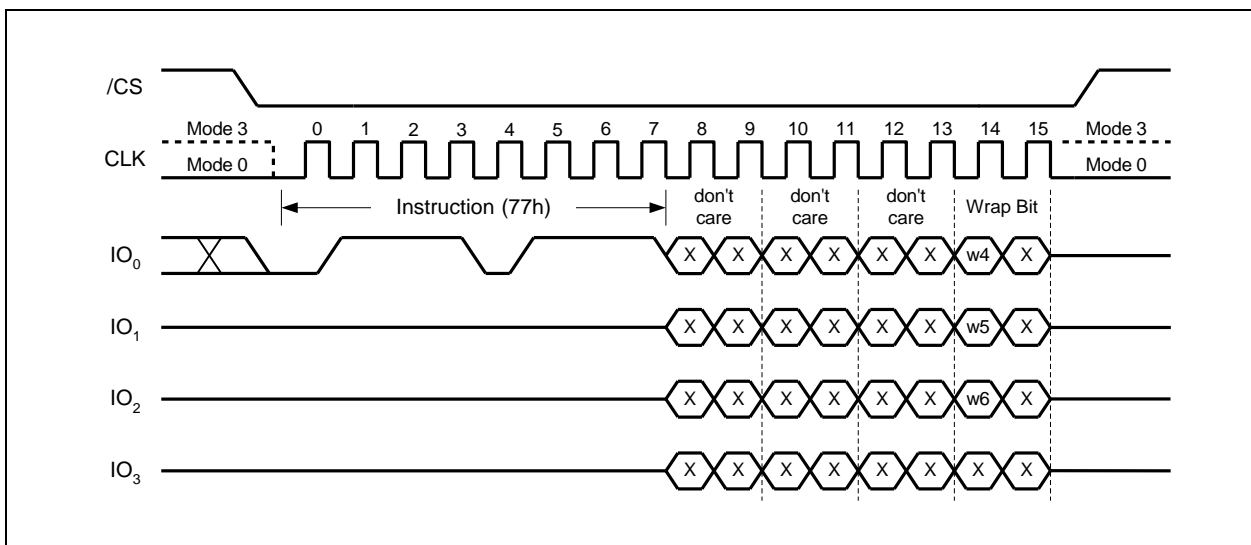 /CS
Mode 3 0 1 2 3 4 5 6 7 8 9 10 11 12 13 14 15 Mode 3
CLK
Mode 0 Mode 0
Instruction (77h) don't care don't care don't care Wrap Bit
IO0 X X X X X X w4 X
IO1 X X X X X X w5 X
IO2 X X X X X X w6 X
IO3 X X X X X X X X